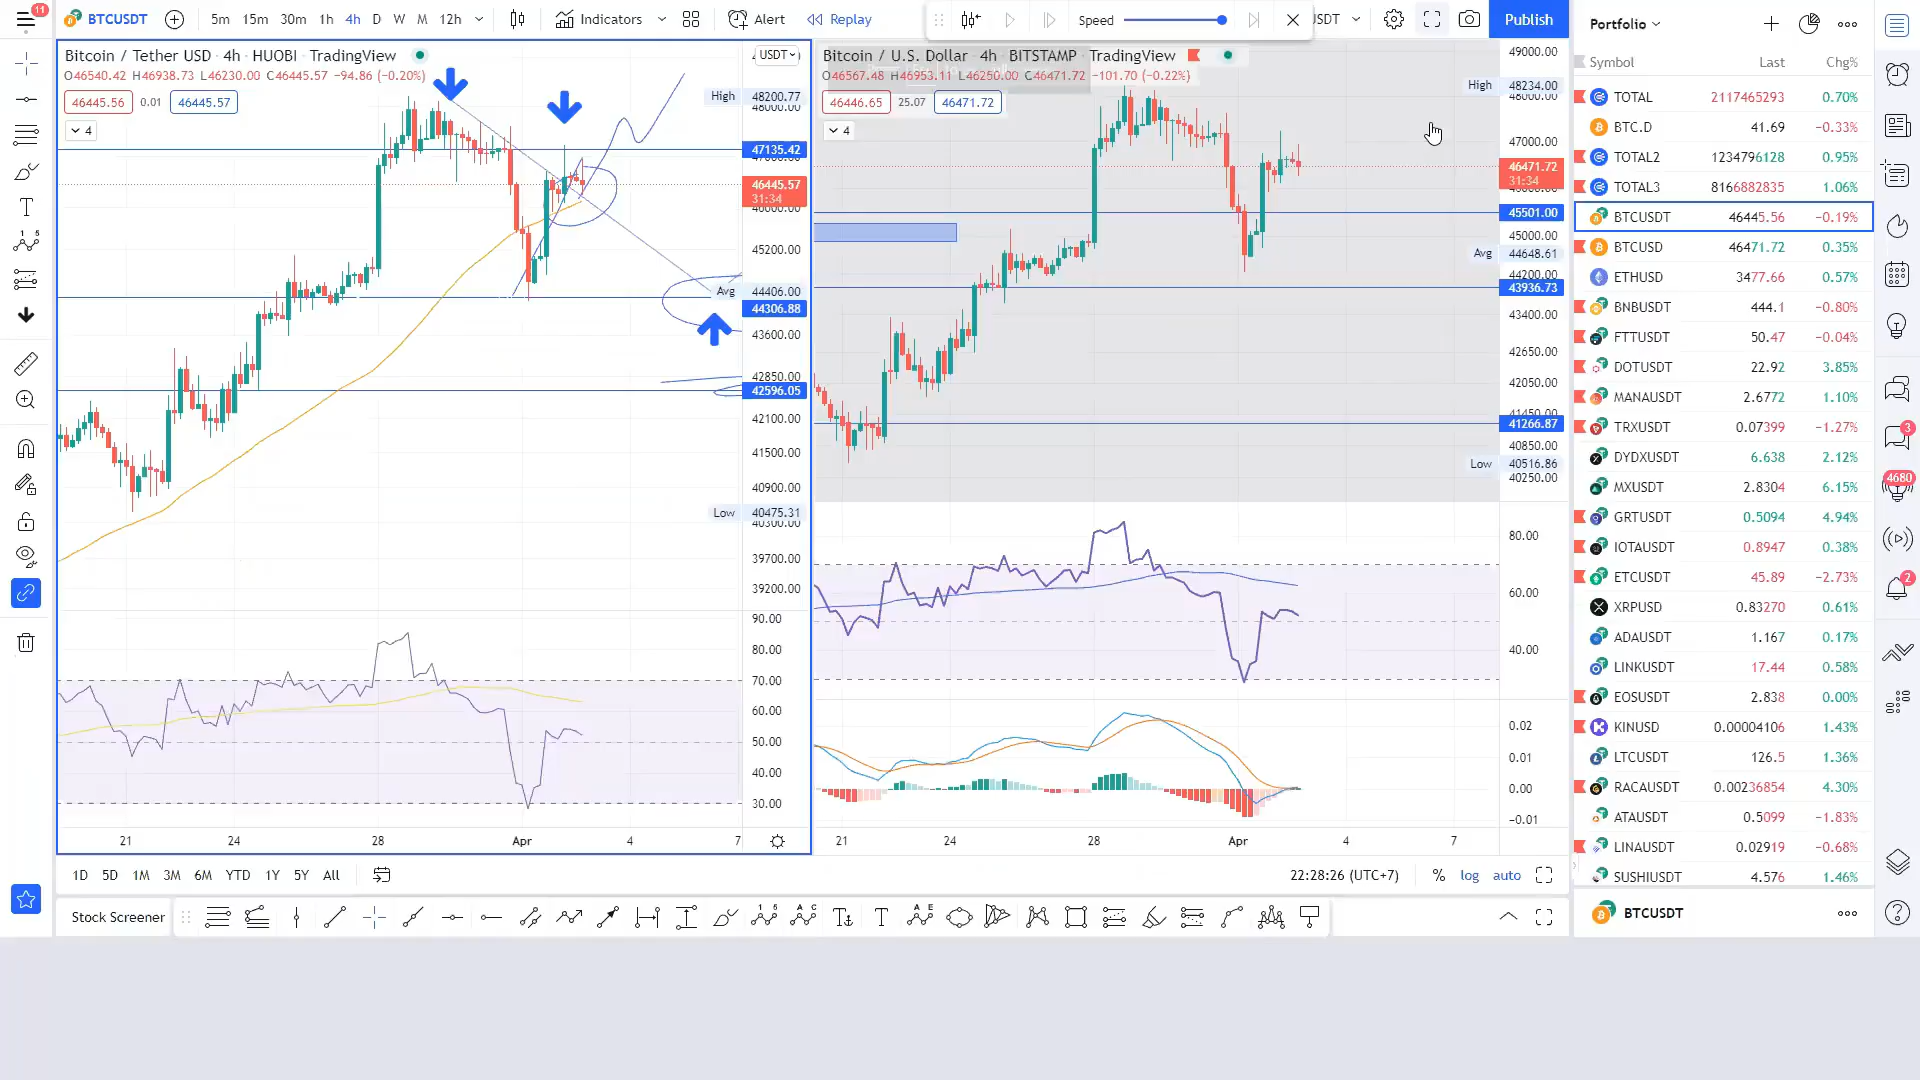 11
BTCUSDT
5m 15m 30m 1h 4h D W M 12h
Indicators
Alert
Replay
Speed
Publish
Bitcoin / Tether USD · 4h · HUOBI · TradingView
O46540.42 H46938.73 L46230.00 C46445.57 −94.86 (−0.20%)
46445.56 0.01 46445.57
4
USDT
High 48200.77
48000.00
47135.42
46445.57
31:34
46000.00
45200.00
Avg 44406.00
44306.88
43600.00
42850.00
42596.05
42100.00
41500.00
40900.00
Low 40475.31
40300.00
39700.00
39200.00
90.00
80.00
70.00
60.00
50.00
40.00
30.00
21 24 28 Apr 4 7
Bitcoin / U.S. Dollar · 4h · BITSTAMP · TradingView
O46567.48 H46953.11 L46250.00 C46471.72 −101.70 (−0.22%)
46446.65 25.07 46471.72
4
49000.00
High 48234.00
48000.00
47000.00
46471.72
31:34
45501.00
45000.00
Avg 44648.61
44200.00
43936.73
43400.00
42650.00
42050.00
41450.00
41266.87
40850.00
Low 40516.86
40250.00
80.00
60.00
40.00
0.02
0.01
0.00
−0.01
21 24 28 Apr 4 7
1D 5D 1M 3M 6M YTD 1Y 5Y All
22:28:26 (UTC+7) % log auto
Stock Screener
Portfolio
Symbol Last Chg%
TOTAL 2117465293 0.70%
BTC.D 41.69 −0.33%
TOTAL2 1234796128 0.95%
TOTAL3 8166882835 1.06%
BTCUSDT 46445.56 −0.19%
BTCUSD 46471.72 0.35%
ETHUSD 3477.66 0.57%
BNBUSDT 444.1 −0.80%
FTTUSDT 50.47 −0.04%
DOTUSDT 22.92 3.85%
MANAUSDT 2.6772 1.10%
TRXUSDT 0.07399 −1.27%
DYDXUSDT 6.638 2.12%
MXUSDT 2.8304 6.15%
GRTUSDT 0.5094 4.94%
IOTAUSDT 0.8947 0.38%
ETCUSDT 45.89 −2.73%
XRPUSD 0.83270 0.61%
ADAUSDT 1.167 0.17%
LINKUSDT 17.44 0.58%
EOSUSDT 2.838 0.00%
KINUSD 0.00004106 1.43%
LTCUSDT 126.5 1.36%
RACAUSDT 0.00236854 4.30%
ATAUSDT 0.5099 −1.83%
LINAUSDT 0.02919 −0.68%
SUSHIUSDT 4.576 1.46%
BTCUSDT
3
4680
2